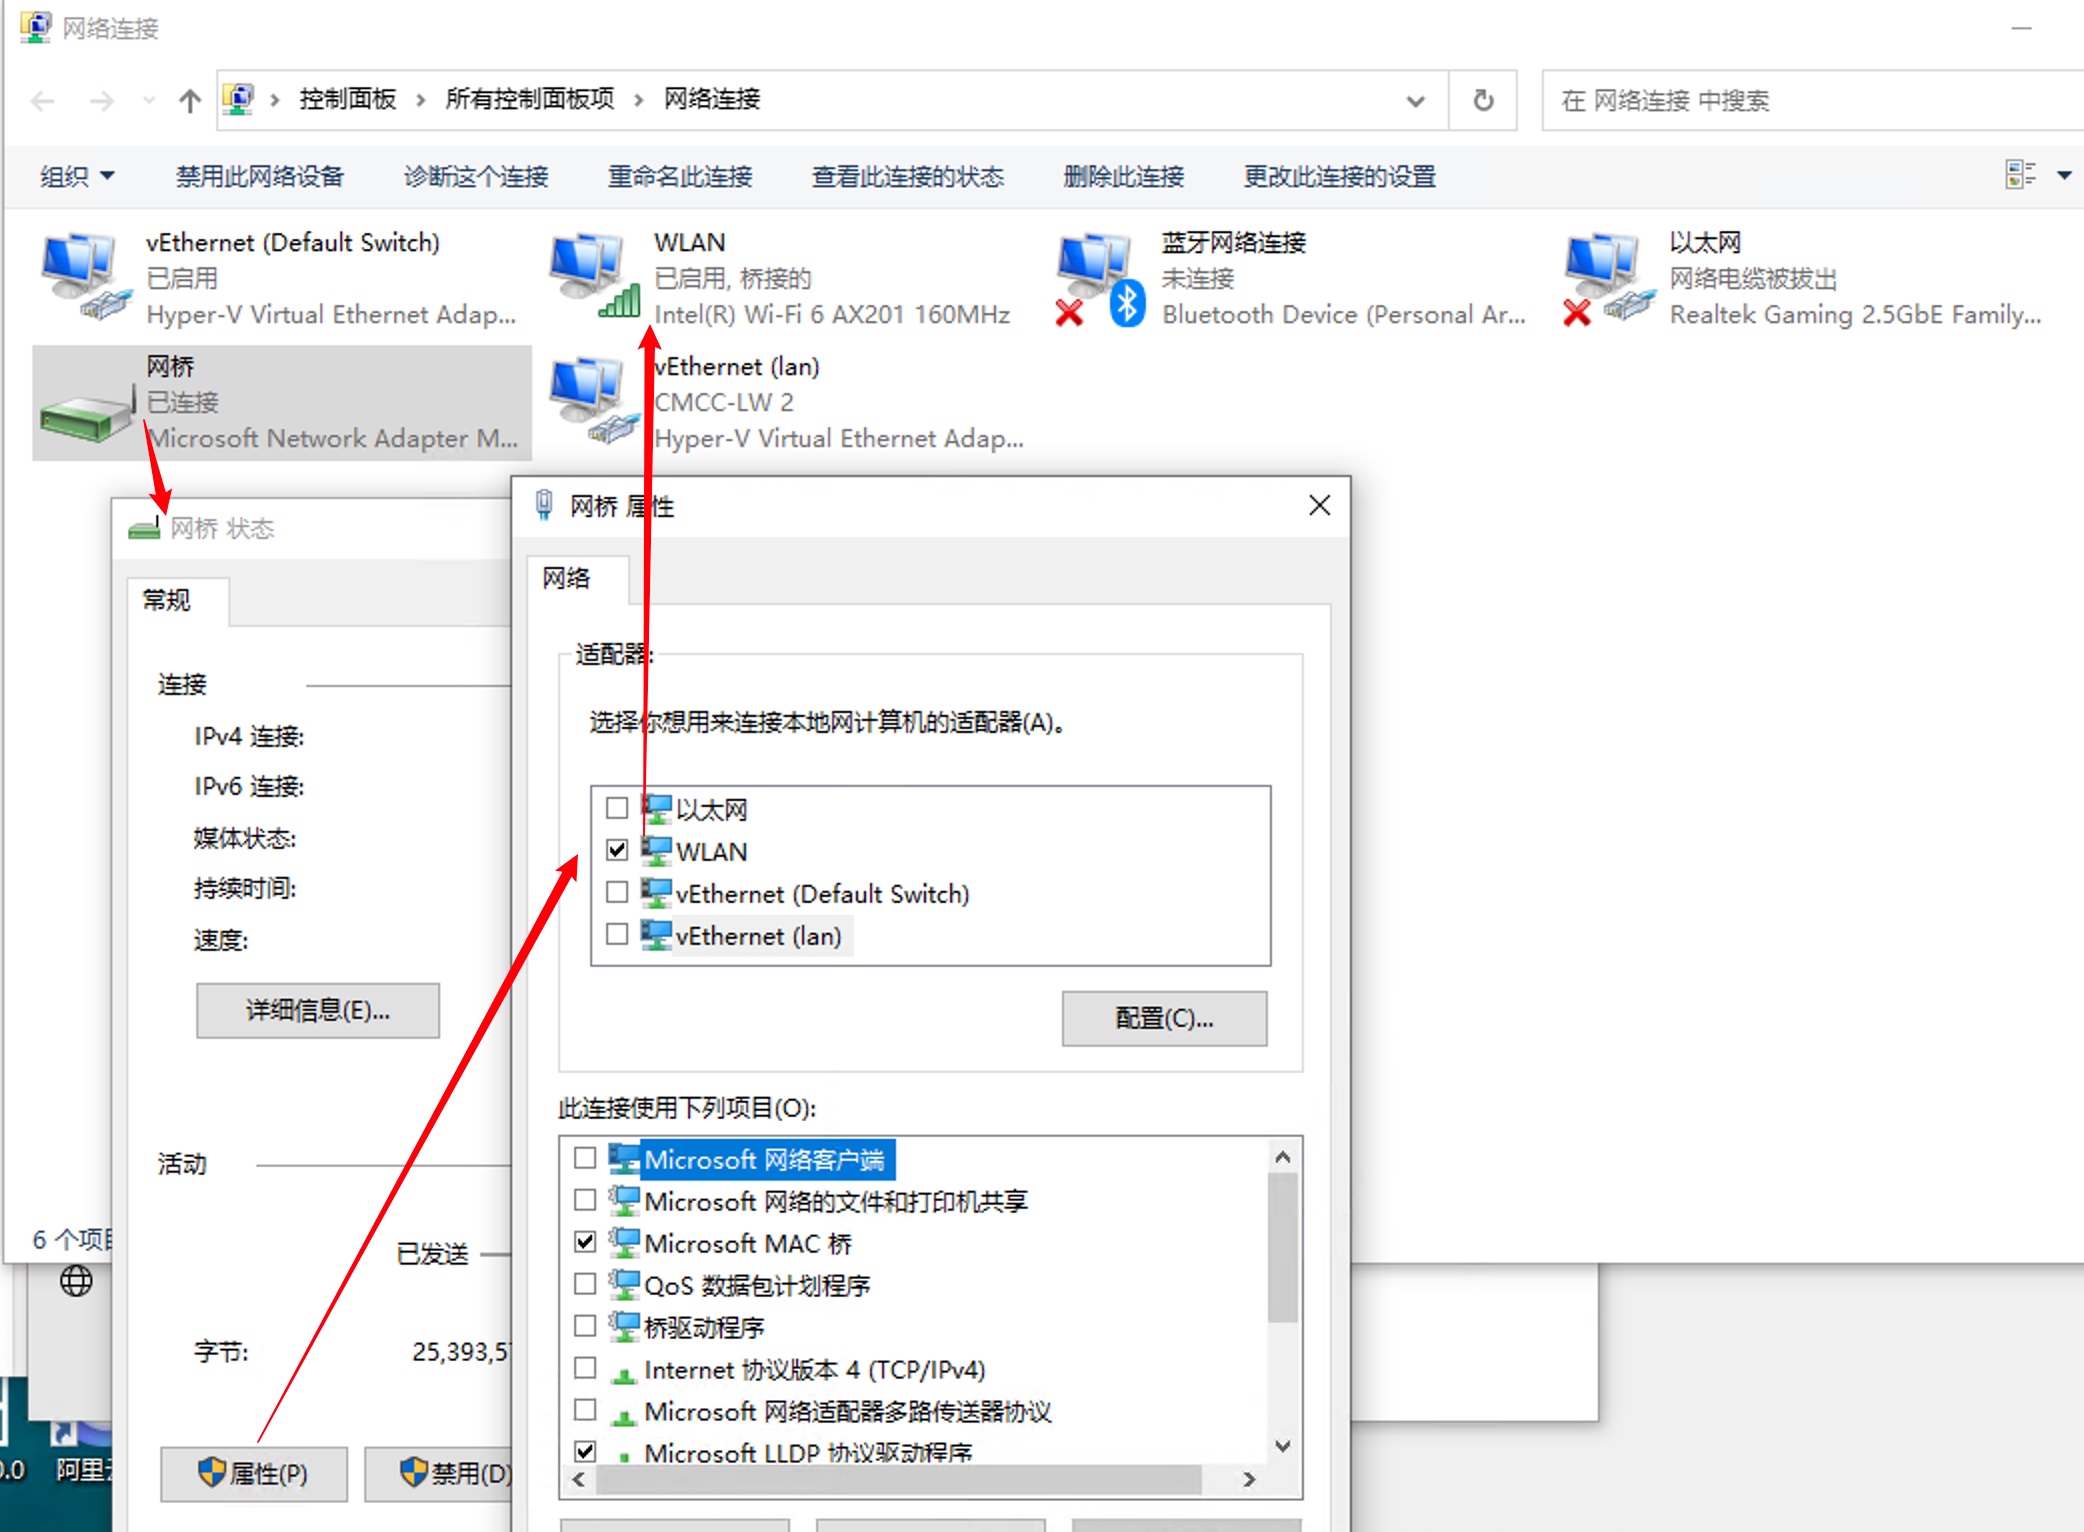 网络连接
控制面板 › 所有控制面板项 › 网络连接
在 网络连接 中搜索
组织 禁用此网络设备 诊断这个连接 重命名此连接 查看此连接的状态 删除此连接 更改此连接的设置
vEthernet (Default Switch)
已启用
Hyper-V Virtual Ethernet Adap...
WLAN
已启用, 桥接的
Intel(R) Wi-Fi 6 AX201 160MHz
蓝牙网络连接
未连接
Bluetooth Device (Personal Ar...
以太网
网络电缆被拔出
Realtek Gaming 2.5GbE Family...
网桥
已连接
Microsoft Network Adapter M...
vEthernet (lan)
CMCC-LW 2
Hyper-V Virtual Ethernet Adap...
网桥 状态
常规
连接
IPv4 连接:
IPv6 连接:
媒体状态:
持续时间:
速度:
详细信息(E)...
活动
已发送
字节:
25,393,5
属性(P)
禁用(D)
网桥 属性
网络
适配器:
选择你想用来连接本地网计算机的适配器(A)。
以太网
WLAN
vEthernet (Default Switch)
vEthernet (lan)
配置(C)...
此连接使用下列项目(O):
Microsoft 网络客户端
Microsoft 网络的文件和打印机共享
Microsoft MAC 桥
QoS 数据包计划程序
桥驱动程序
Internet 协议版本 4 (TCP/IPv4)
Microsoft 网络适配器多路传送器协议
Microsoft LLDP 协议驱动程序
6 个项
0.0
阿里